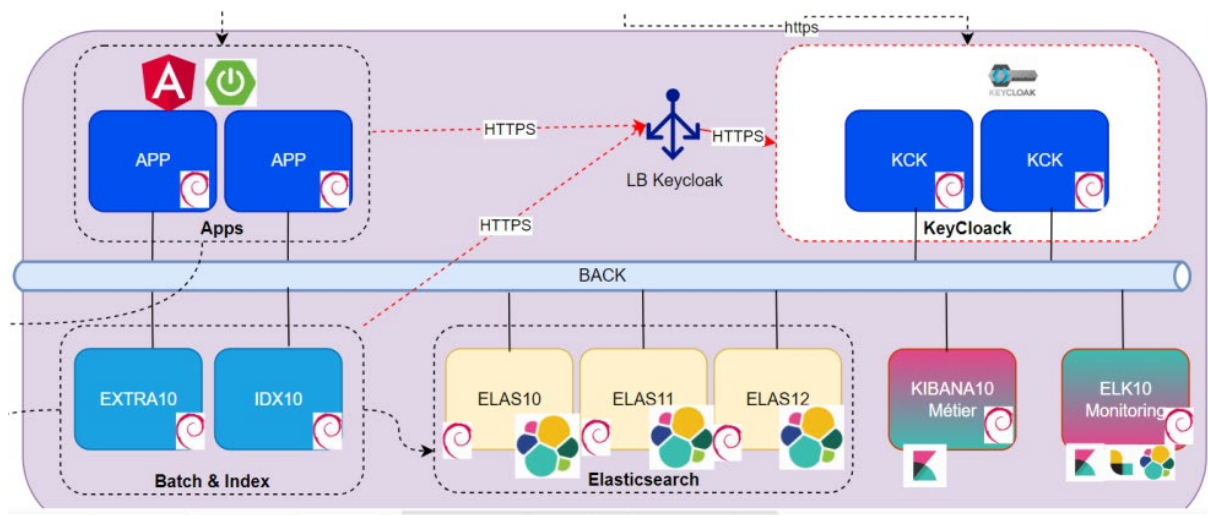 https
KEYCLOAK
APP
APP
HTTPS
HTTPS
LB Keycloak
KCK
KCK
Apps
HTTPS
KeyCloack
BACK
EXTRA10
IDX10
ELAS10
ELAS11
ELAS12
KIBANA10
Métier
ELK10
Monitoring
Batch & Index
Elasticsearch